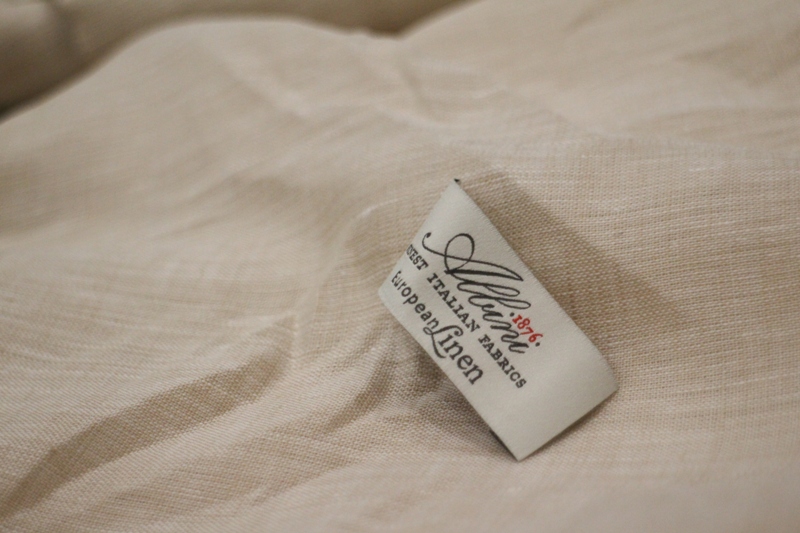 Albini
1876.
ITALIAN FABRICS
European Linen